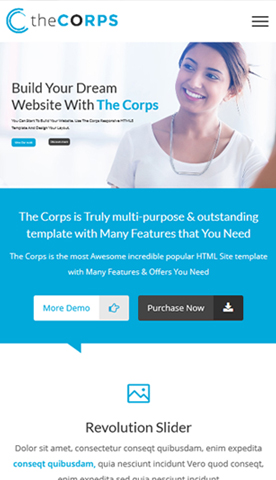 theCORPS
Build Your Dream
Website With The Corps
You Can Start To Build Your Website. Use The Corps Responsive HTML5
Template And Design Your Layout.
The Corps is Truly multi-purpose & outstanding
template with Many Features that You Need
The Corps is the most Awesome incredible popular HTML Site template
with Many Features & Offers You Need
More Demo
Purchase Now
Revolution Slider
Dolor sit amet, consectetur conseqt quibusdam, enim expedita
conseqt quibusdam, quia nesciunt incidunt Vero quod conseqt,
enim expedita sed quia nesciunt incidunt